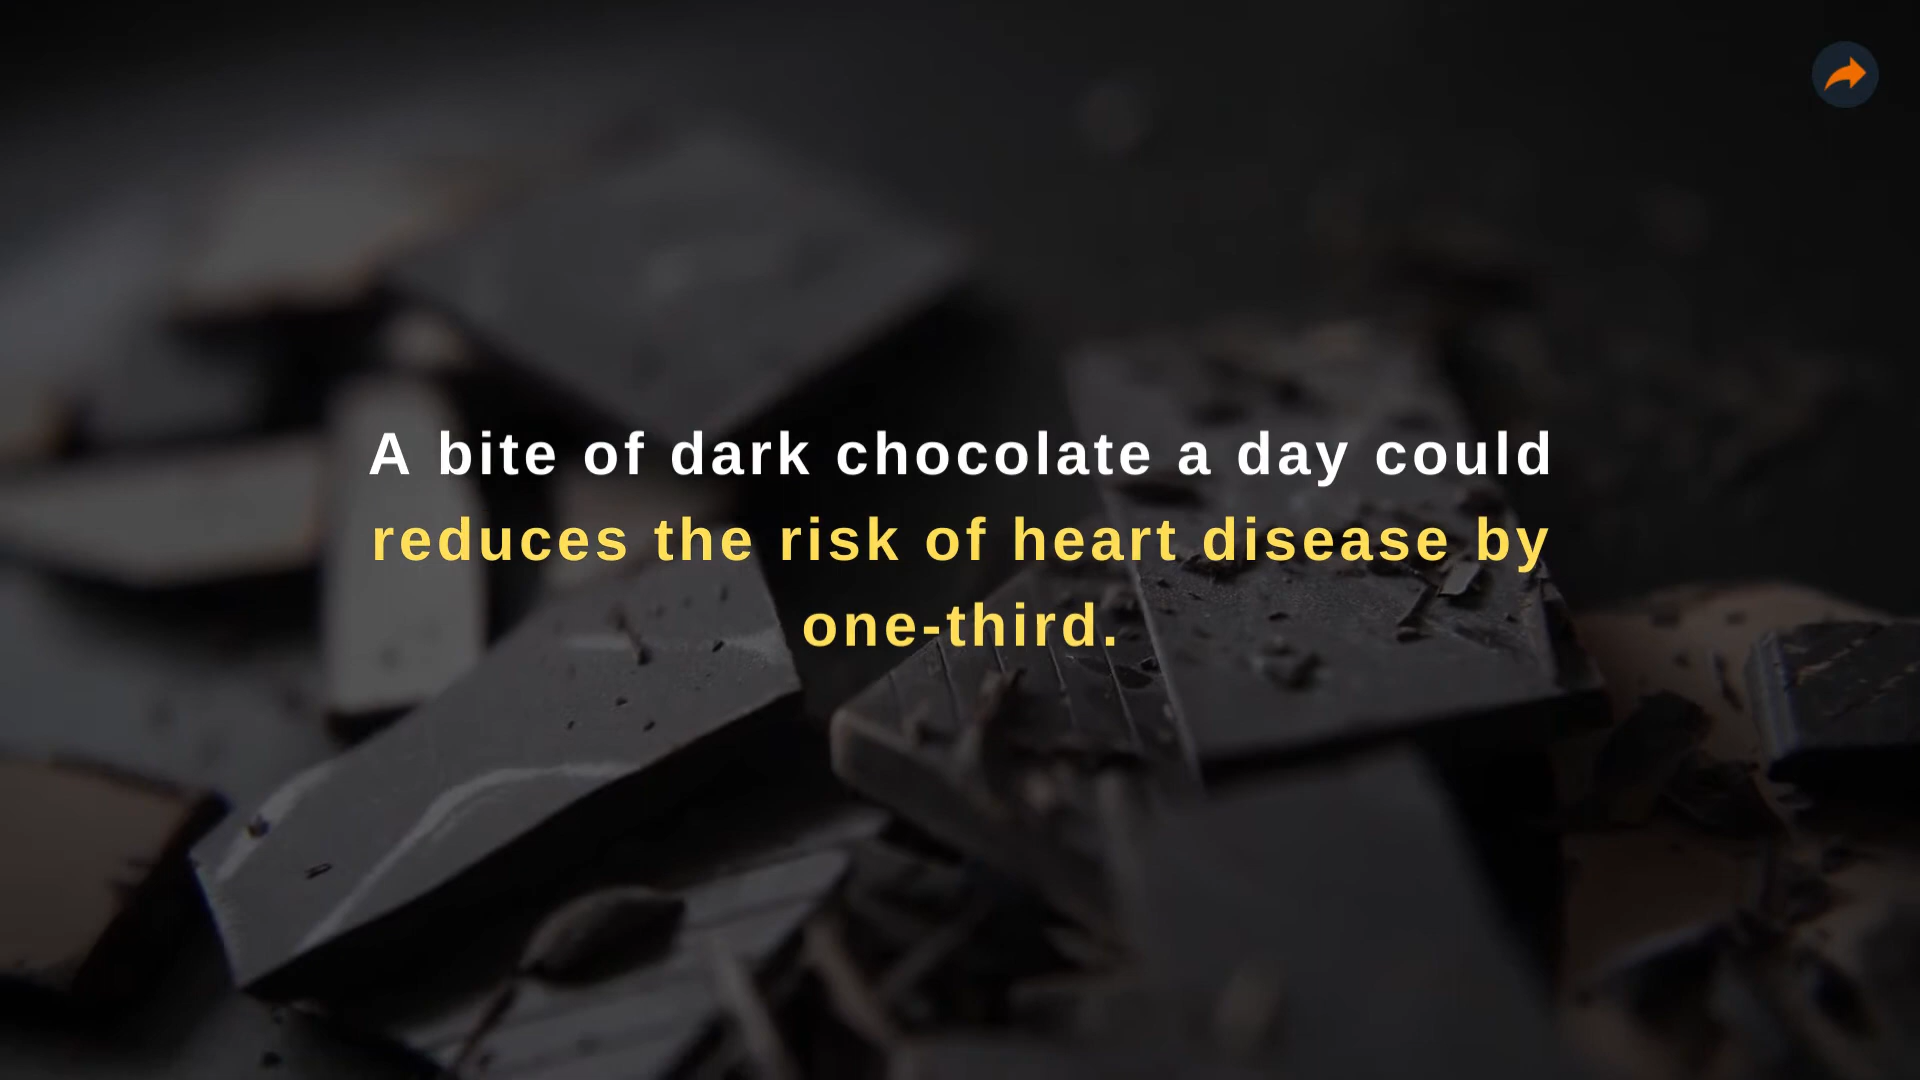 A bite of dark chocolate a day could
reduces the risk of heart disease by
one-third.